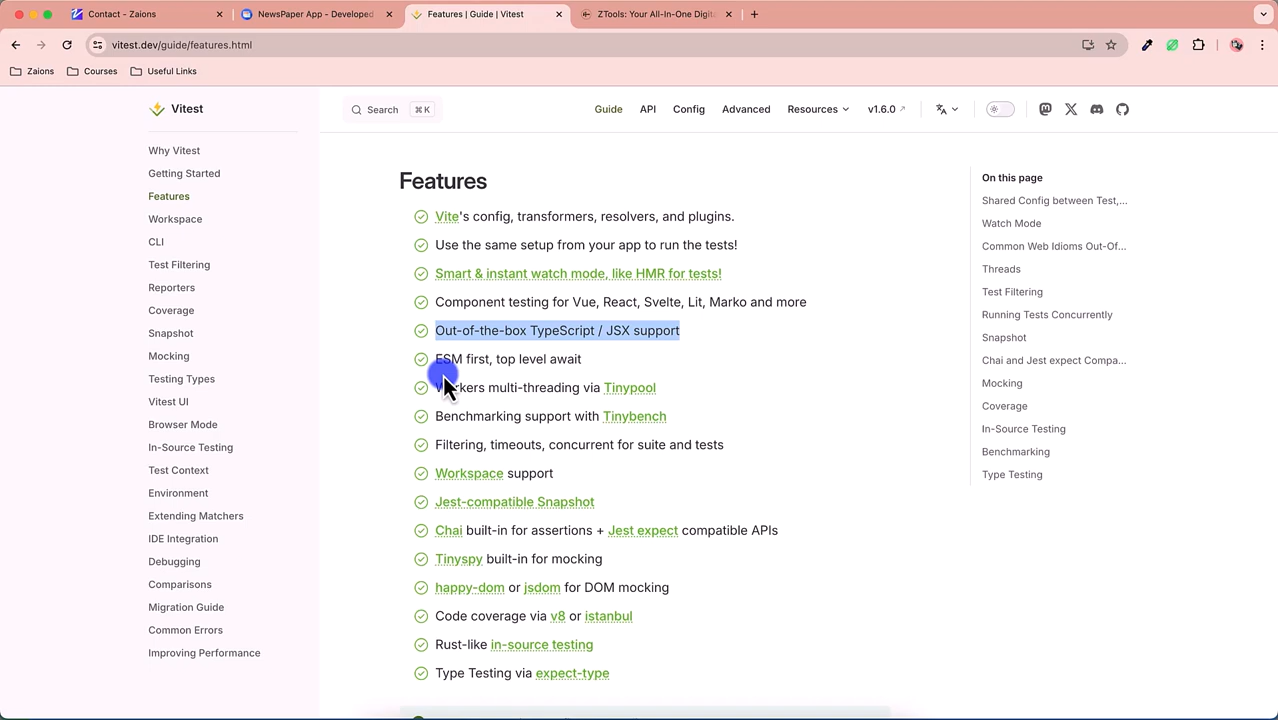 Contact - Zaions
NewsPaper App - Developed
Features | Guide | Vitest
ZTools: Your All-In-One Digit
vitest.dev/guide/features.html
Zaions
Courses
Useful Links
Vitest
Search
⌘ K
Guide
API
Config
Advanced
Resources
v1.6.0
Why Vitest
Getting Started
Features
Workspace
CLI
Test Filtering
Reporters
Coverage
Snapshot
Mocking
Testing Types
Vitest UI
Browser Mode
In-Source Testing
Test Context
Environment
Extending Matchers
IDE Integration
Debugging
Comparisons
Migration Guide
Common Errors
Improving Performance
Features
Vite's config, transformers, resolvers, and plugins.
Use the same setup from your app to run the tests!
Smart & instant watch mode, like HMR for tests!
Component testing for Vue, React, Svelte, Lit, Marko and more
Out-of-the-box TypeScript / JSX support
ESM first, top level await
Workers multi-threading via Tinypool
Benchmarking support with Tinybench
Filtering, timeouts, concurrent for suite and tests
Workspace support
Jest-compatible Snapshot
Chai built-in for assertions + Jest expect compatible APIs
Tinyspy built-in for mocking
happy-dom or jsdom for DOM mocking
Code coverage via v8 or istanbul
Rust-like in-source testing
Type Testing via expect-type
On this page
Shared Config between Test,...
Watch Mode
Common Web Idioms Out-Of...
Threads
Test Filtering
Running Tests Concurrently
Snapshot
Chai and Jest expect Compa...
Mocking
Coverage
In-Source Testing
Benchmarking
Type Testing